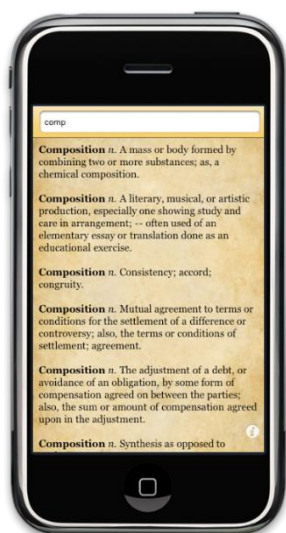 comp
Composition n. A mass or body formed by
combining two or more substances; as, a
chemical composition.
Composition n. A literary, musical, or artistic
production, especially one showing study and
care in arrangement; -- often used of an
elementary essay or translation done as an
educational exercise.
Composition n. Consistency; accord;
congruity.
Composition n. Mutual agreement to terms or
conditions for the settlement of a difference or
controversy; also, the terms or conditions of
settlement; agreement.
Composition n. The adjustment of a debt, or
avoidance of an obligation, by some form of
compensation agreed on between the parties;
also, the sum or amount of compensation agreed
upon in the adjustment.
Composition n. Synthesis as opposed to